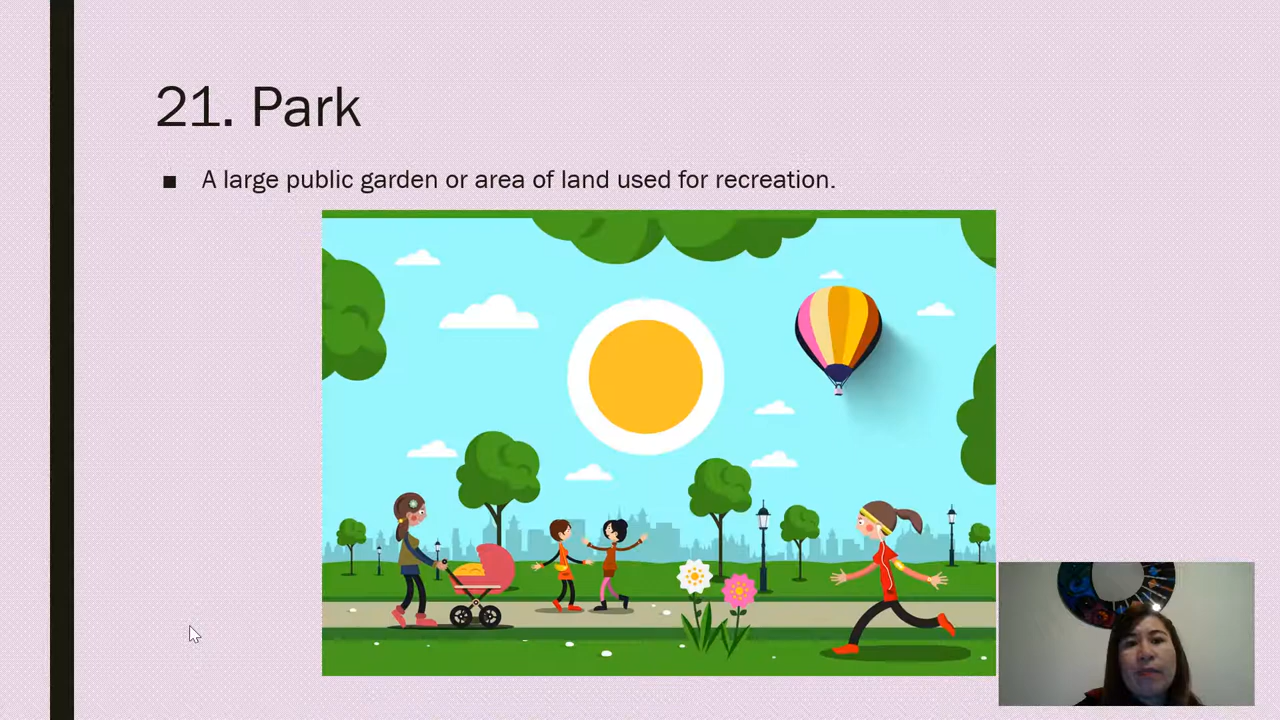 21. Park
▪ A large public garden or area of land used for recreation.